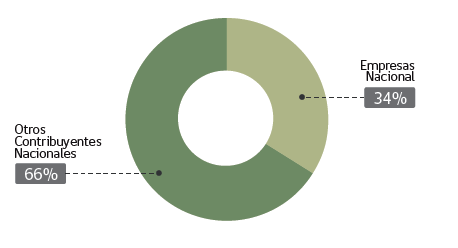 Empresas
Nacional
34%
Otros
Contribuyentes
Nacionales
66%